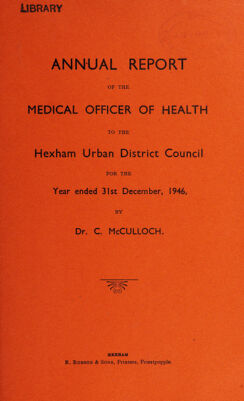 LIBRARY
ANNUAL REPORT
OF THE
MEDICAL OFFICER OF HEALTH
TO THE
Hexham Urban District Council
FOR THE
Year ended 31st December, 1946,
BY
Dr. C. McCULLOCH.
HEXHAM
R. Robson & Sons, Printers, Priestpopple.